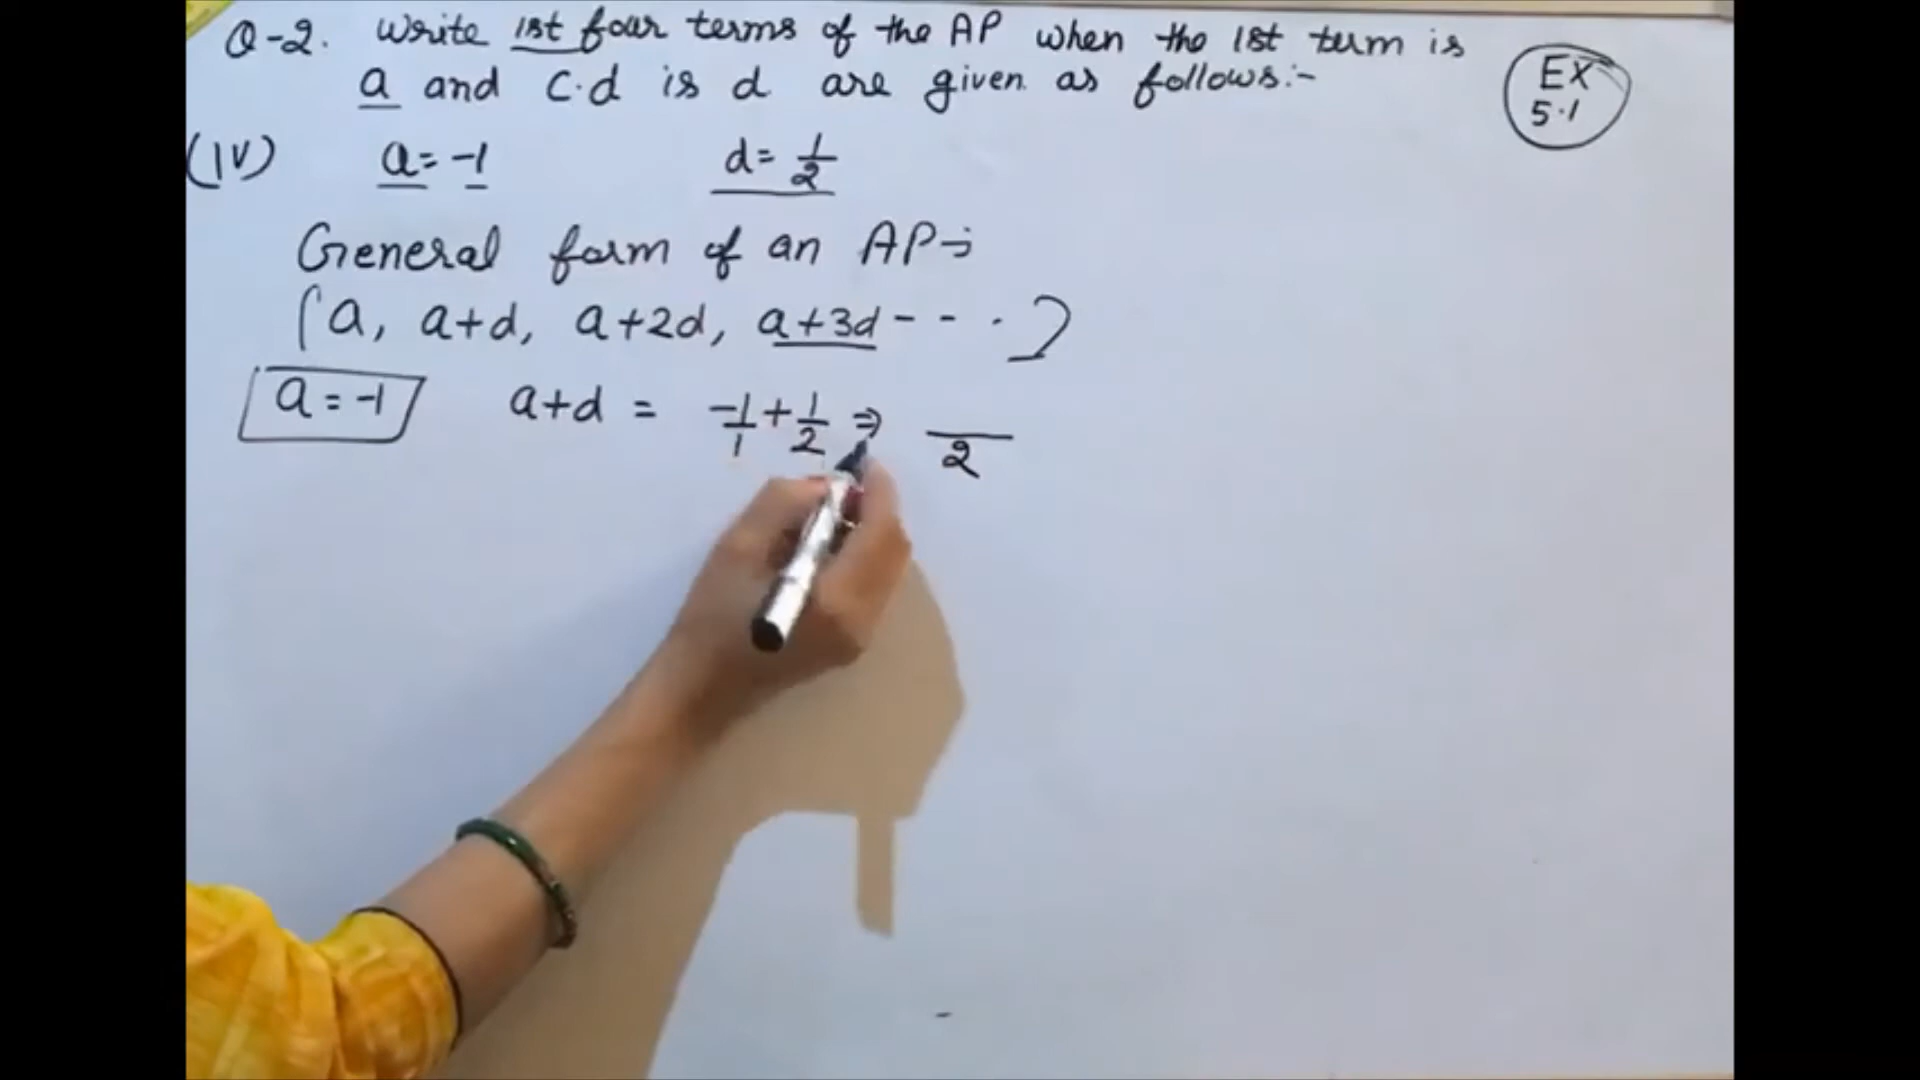 Q-2. Write 1st four terms of the AP when the 1st term is
a and C.d is d are given as follows:-
EX
5.1
(IV) a = -1 d = 1/2
General form of an AP-;
(a, a+d, a+2d, a+3d - - - .)
a = -1 a+d = -1/1 + 1/2 ⇒ /2